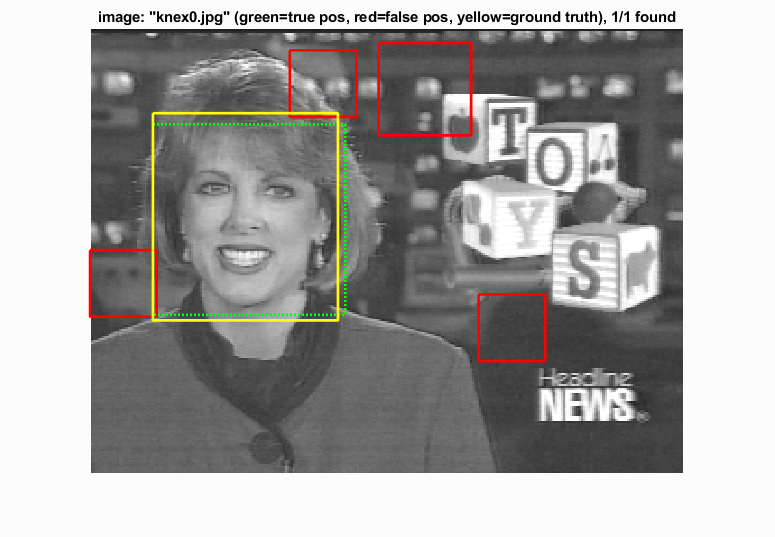 image: "knex0.jpg" (green=true pos, red=false pos, yellow=ground truth), 1/1 found
T
O
Y
S
Headline
NEWS®